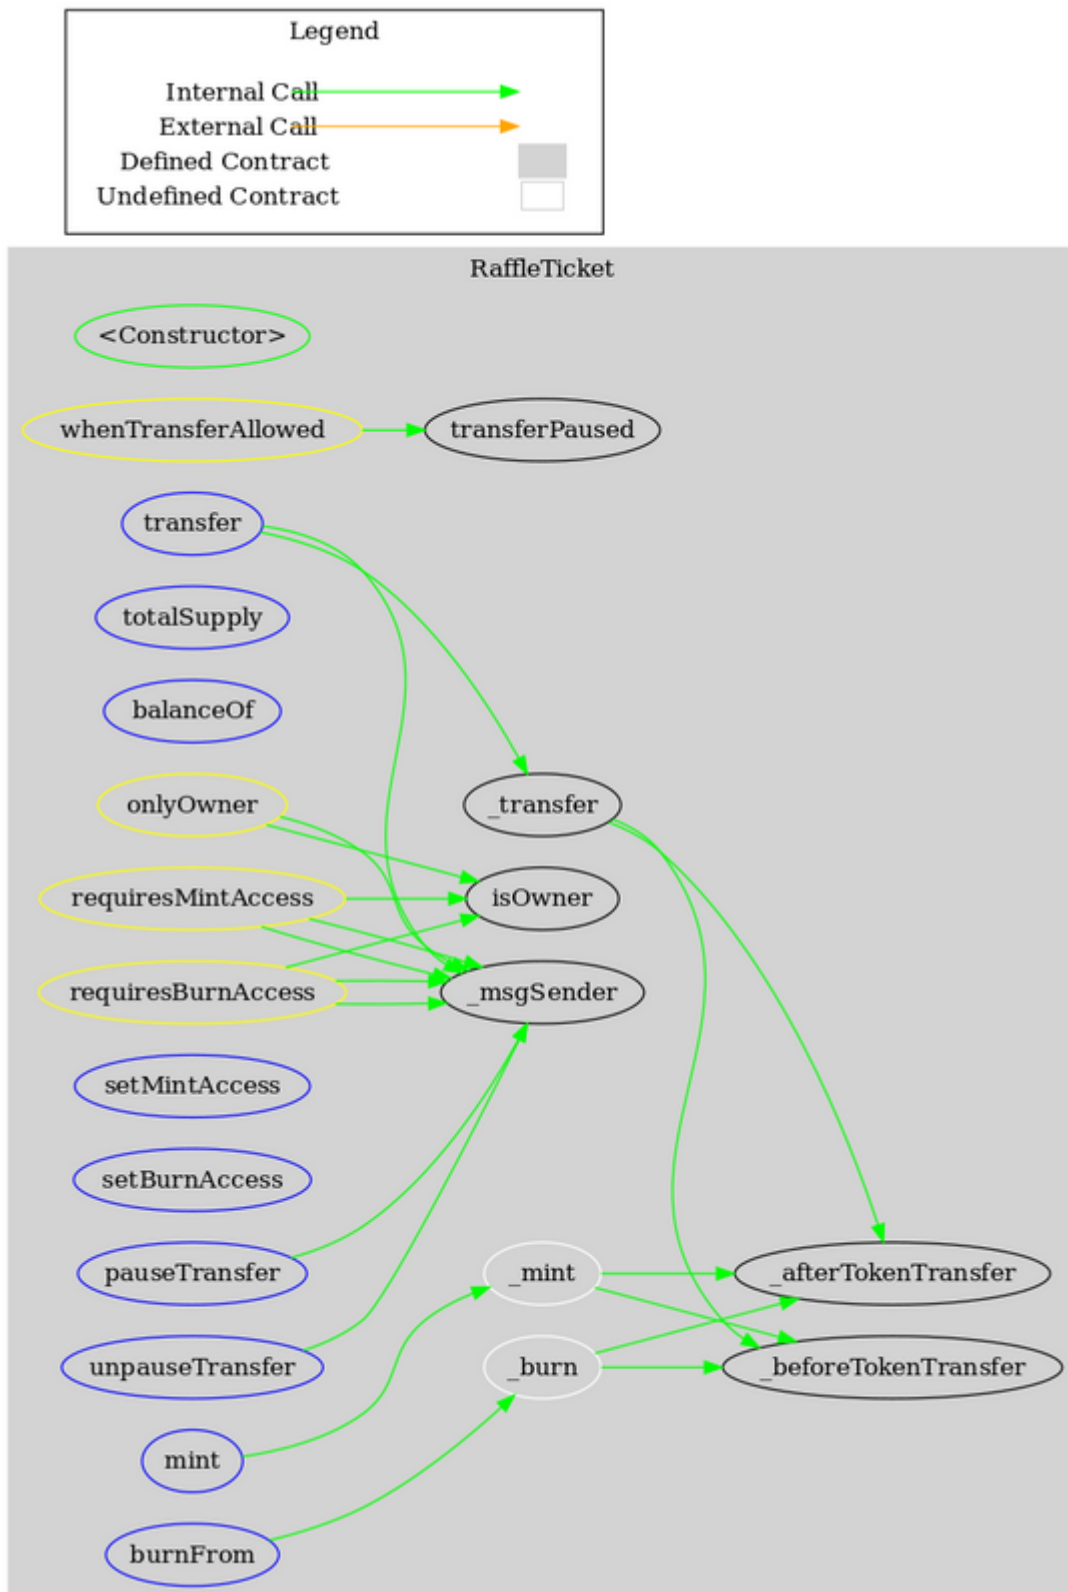 Legend
Internal Call
External Call
Defined Contract
Undefined Contract
RaffleTicket
<Constructor>
whenTransferAllowed
transferPaused
transfer
totalSupply
balanceOf
onlyOwner
_transfer
requiresMintAccess
isOwner
requiresBurnAccess
_msgSender
setMintAccess
setBurnAccess
pauseTransfer
_mint
_afterTokenTransfer
unpauseTransfer
_burn
_beforeTokenTransfer
mint
burnFrom